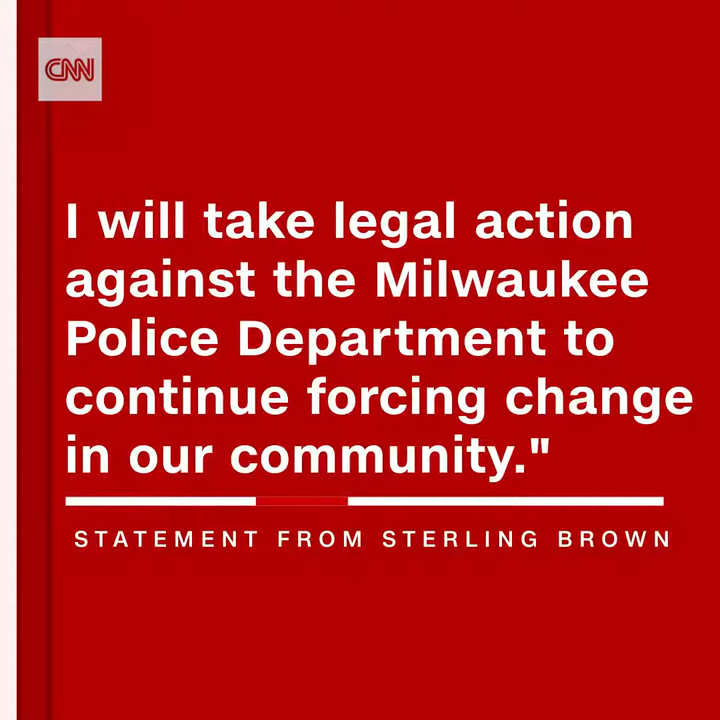 CNN
I will take legal action
against the Milwaukee
Police Department to
continue forcing change
in our community."
STATEMENT FROM STERLING BROWN